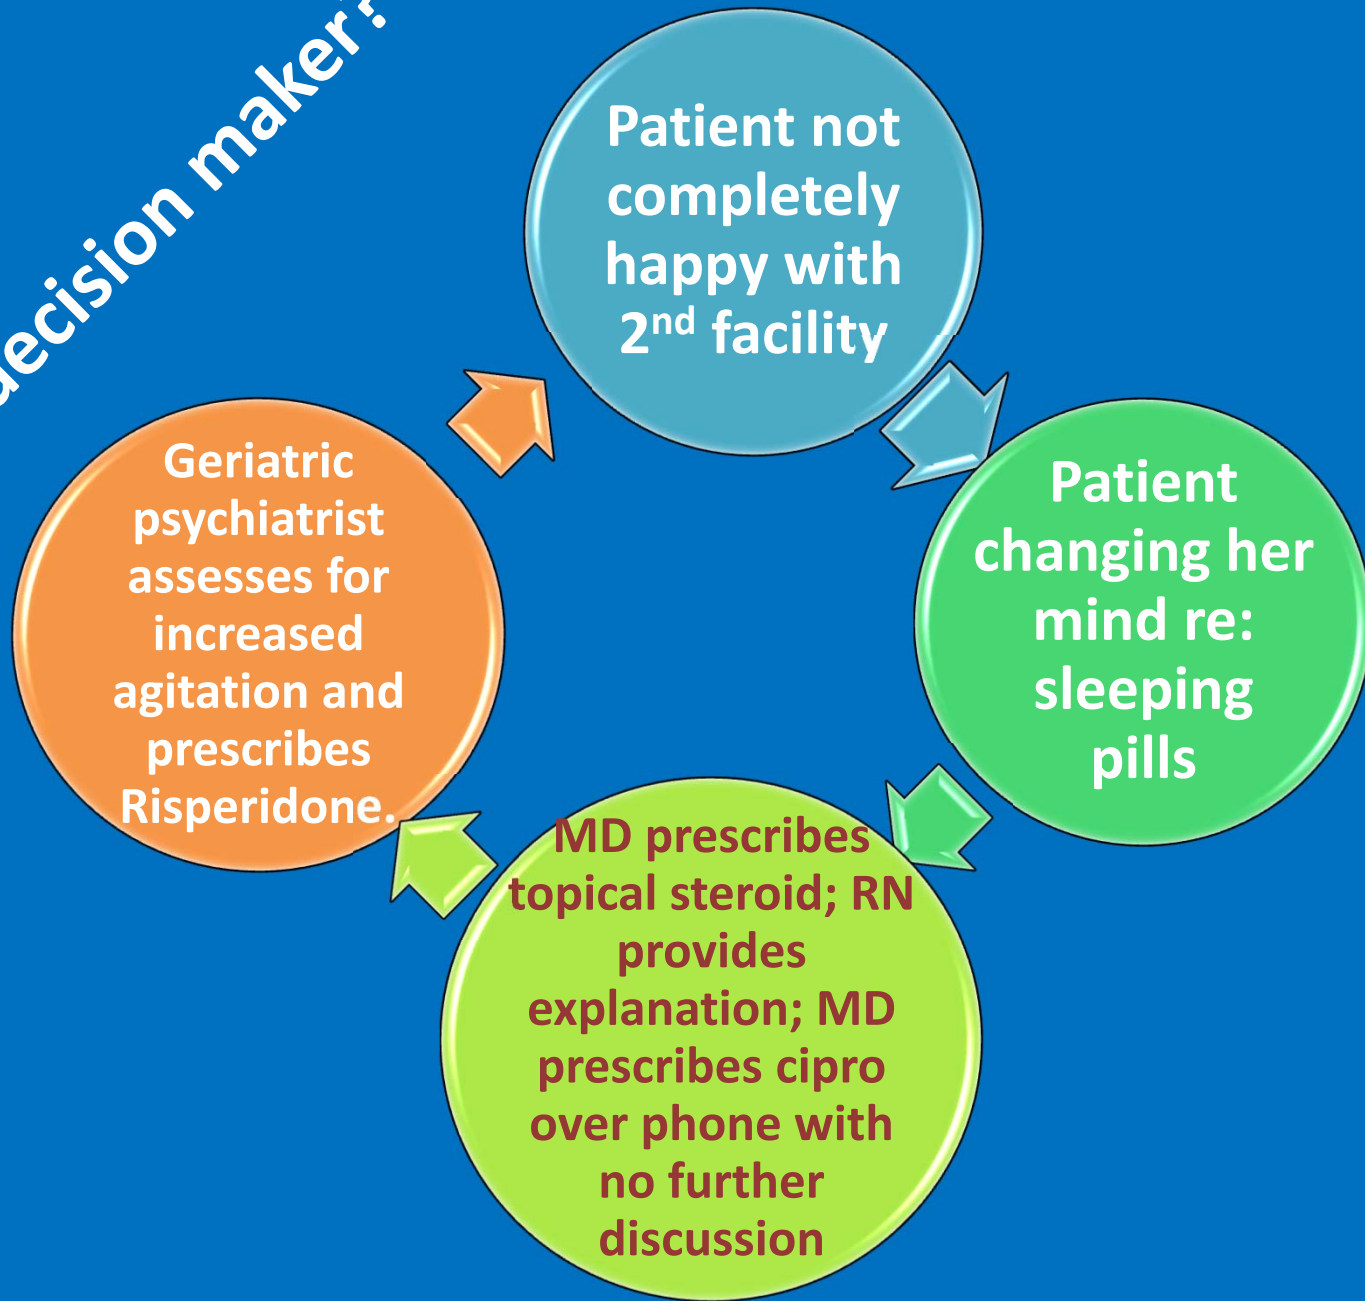 decision maker?
Patient not
completely
happy with
2nd facility
Patient
changing her
mind re:
sleeping
pills
MD prescribes
topical steroid; RN
provides
explanation; MD
prescribes cipro
over phone with
no further
discussion
Geriatric
psychiatrist
assesses for
increased
agitation and
prescribes
Risperidone.